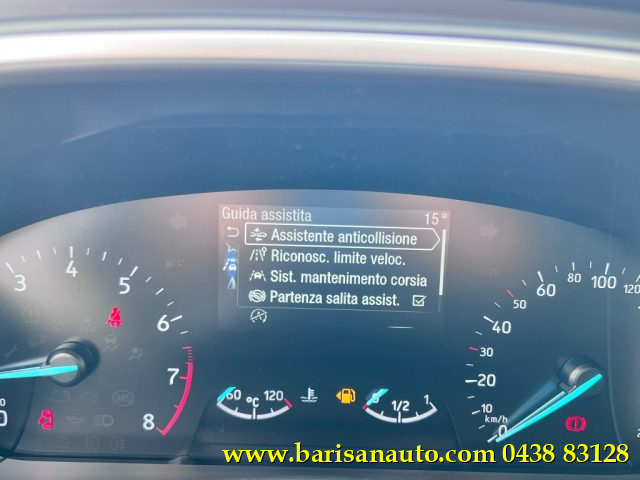 Guida assistita 15°
Assistente anticollisione
Riconosc. limite veloc.
Sist. mantenimento corsia
Partenza salita assist.
3 4 5 6 7 8
60 °C 120
0 1/2 1
0 10 20 30 40 50 60 80 100 120
km/h
www.barisanauto.com 0438 83128